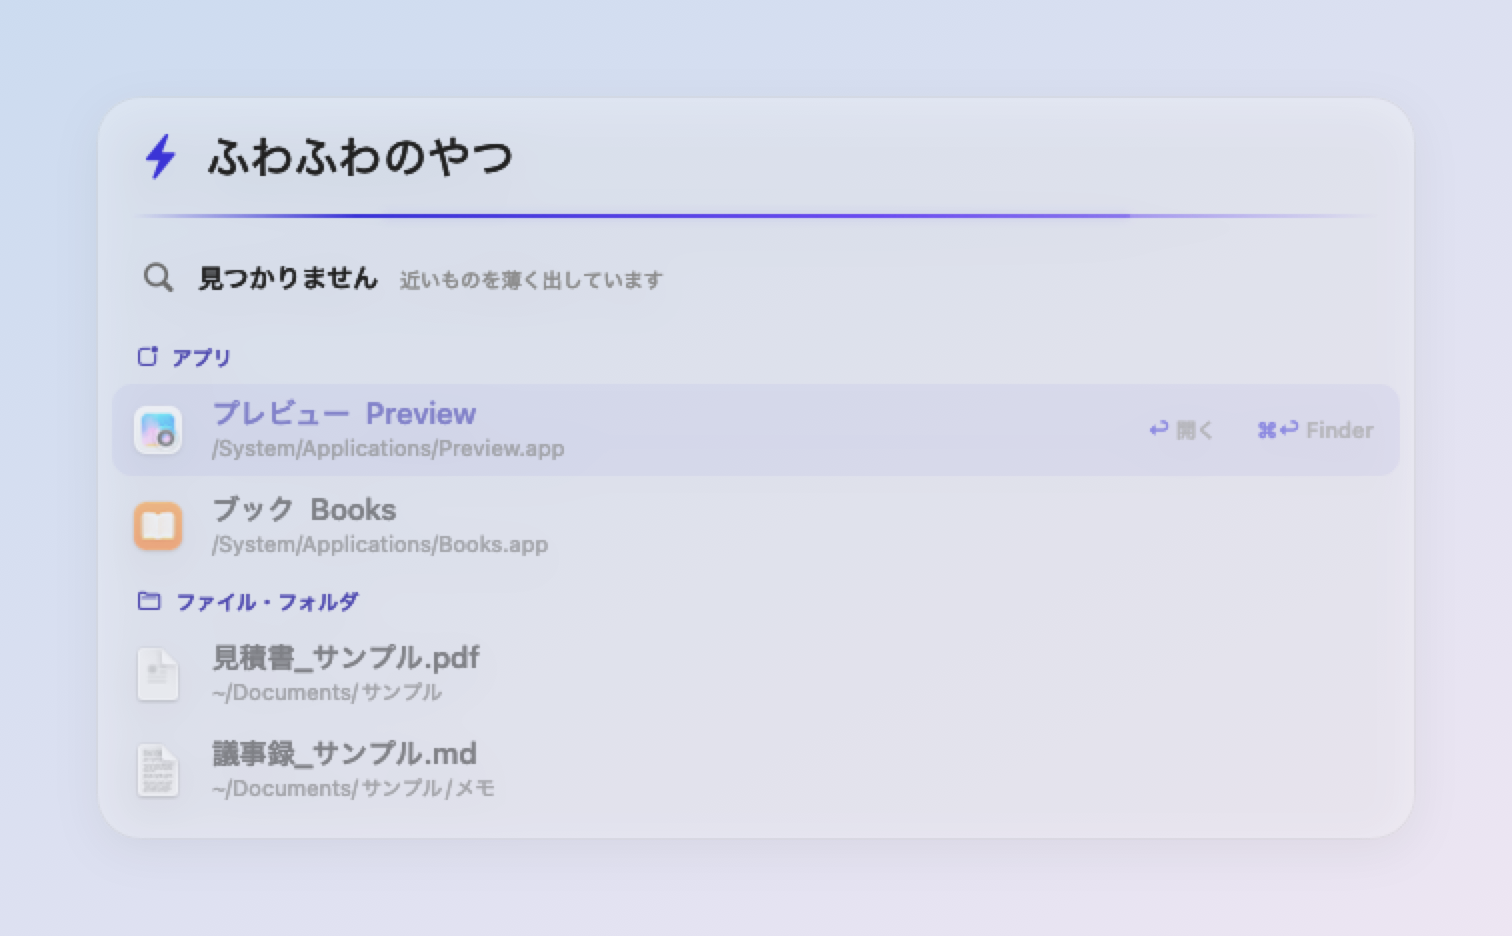 ふわふわのやつ
見つかりません 近いものを薄く出しています
アプリ
プレビュー Preview
/System/Applications/Preview.app
↩ 開く ⌘↩ Finder
ブック Books
/System/Applications/Books.app
ファイル・フォルダ
見積書_サンプル.pdf
~/Documents/サンプル
議事録_サンプル.md
~/Documents/サンプル/メモ